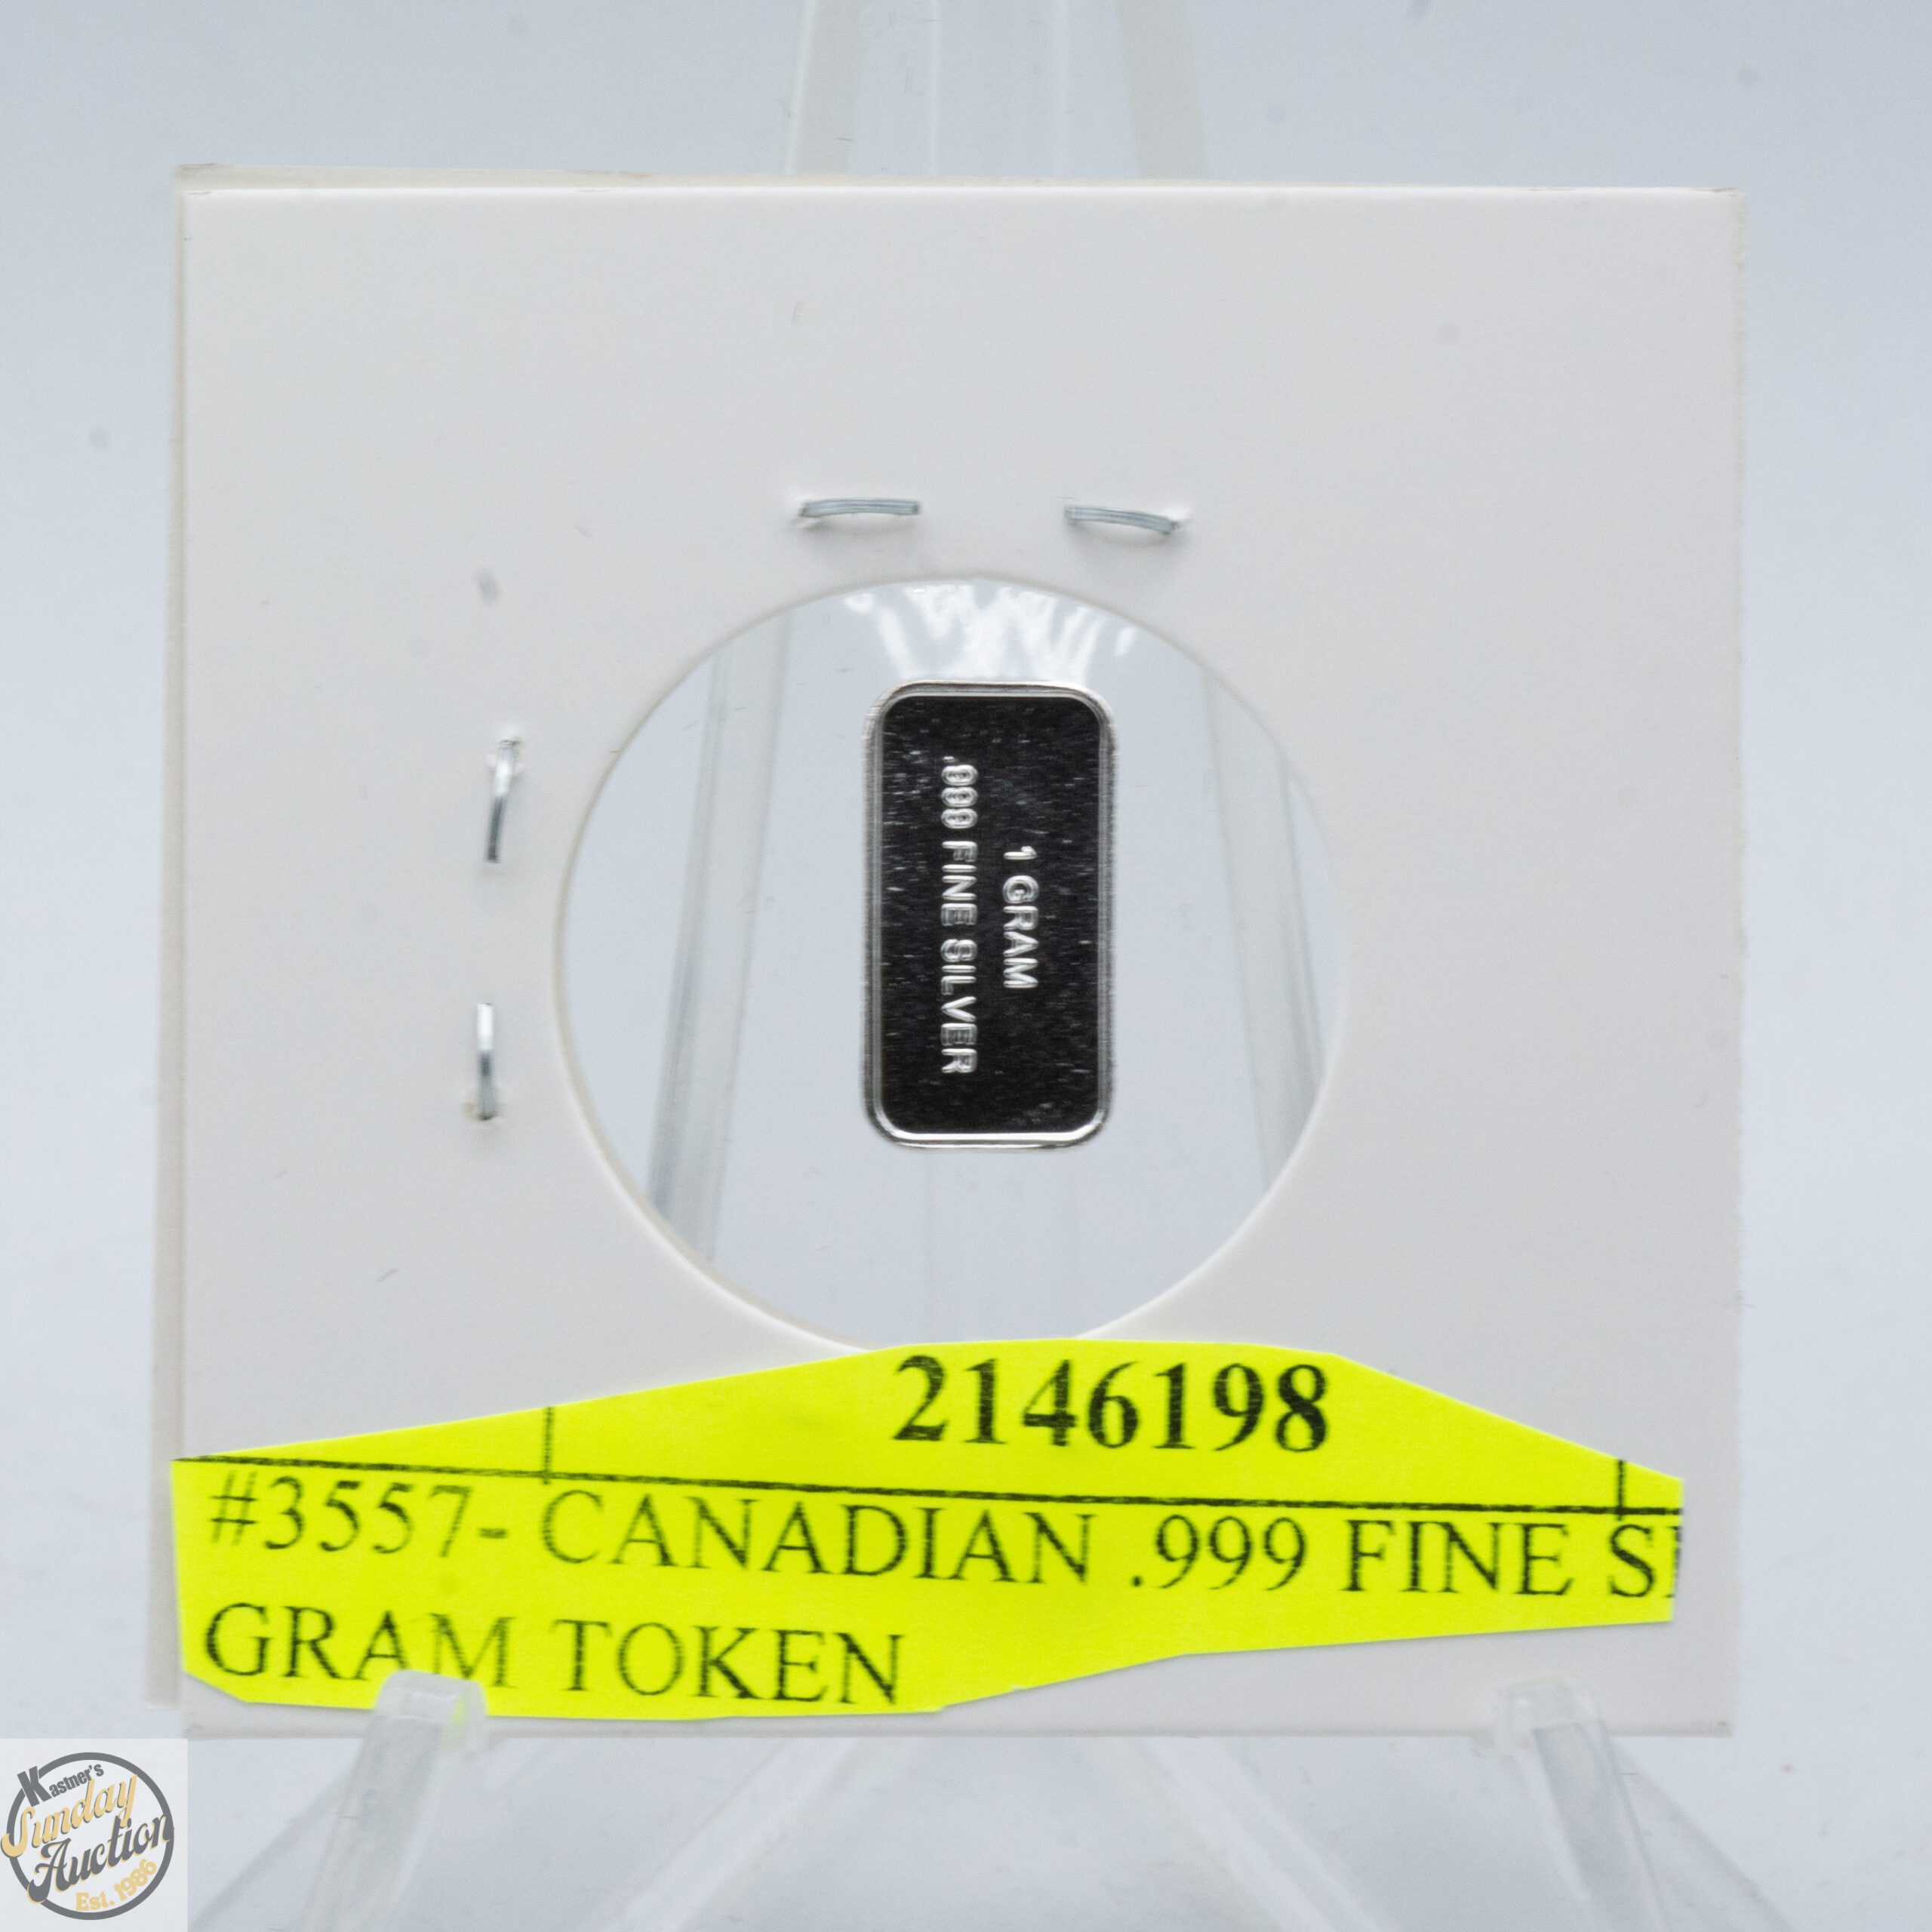 1 GRAM
.999 FINE SILVER
2146198
#3557- CANADIAN .999 FINE
GRAM TOKEN
Kastner's
Sunday
Auction
Est. 1986